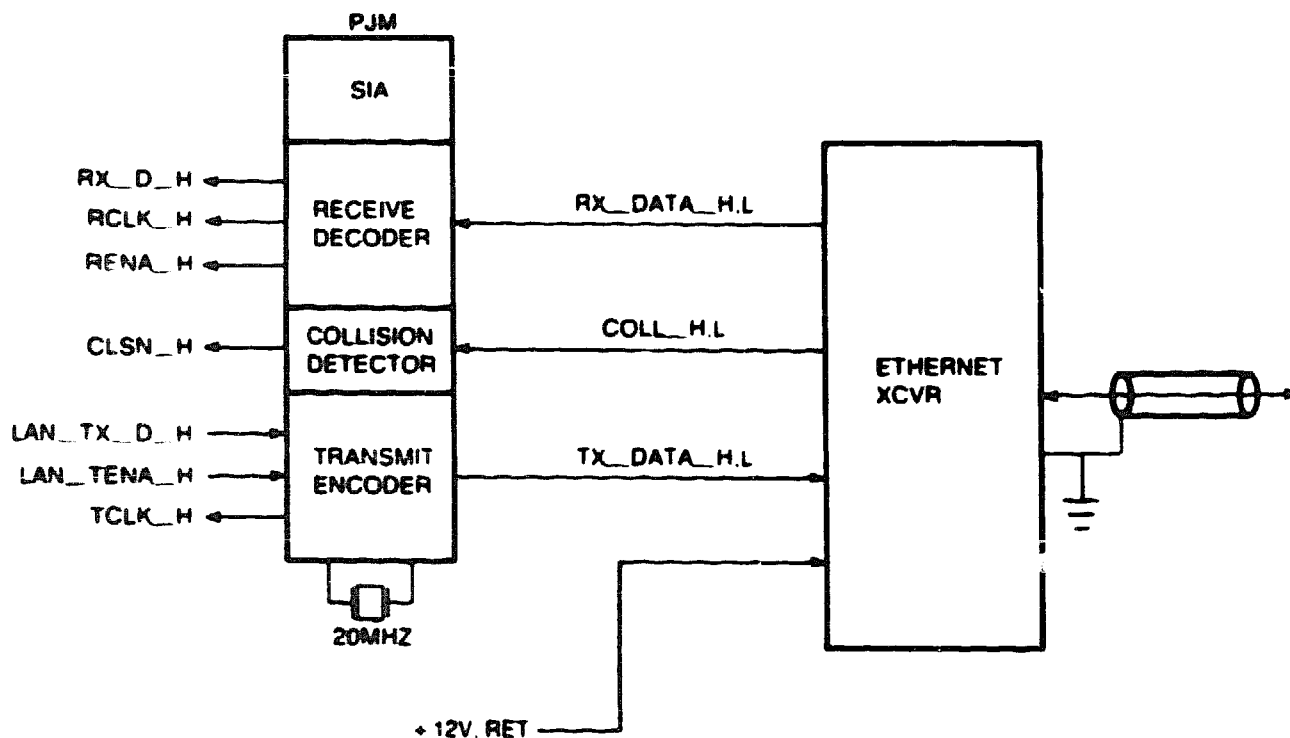 PJM
SIA
RX_D_H
RCLK_H
RENA_H
RECEIVE
DECODER
RX_DATA_H.L
CLSN_H
COLLISION
DETECTOR
COLL_H.L
ETHERNET
XCVR
LAN_TX_D_H
LAN_TENA_H
TCLK_H
TRANSMIT
ENCODER
TX_DATA_H.L
20MHZ
+ 12V, RET